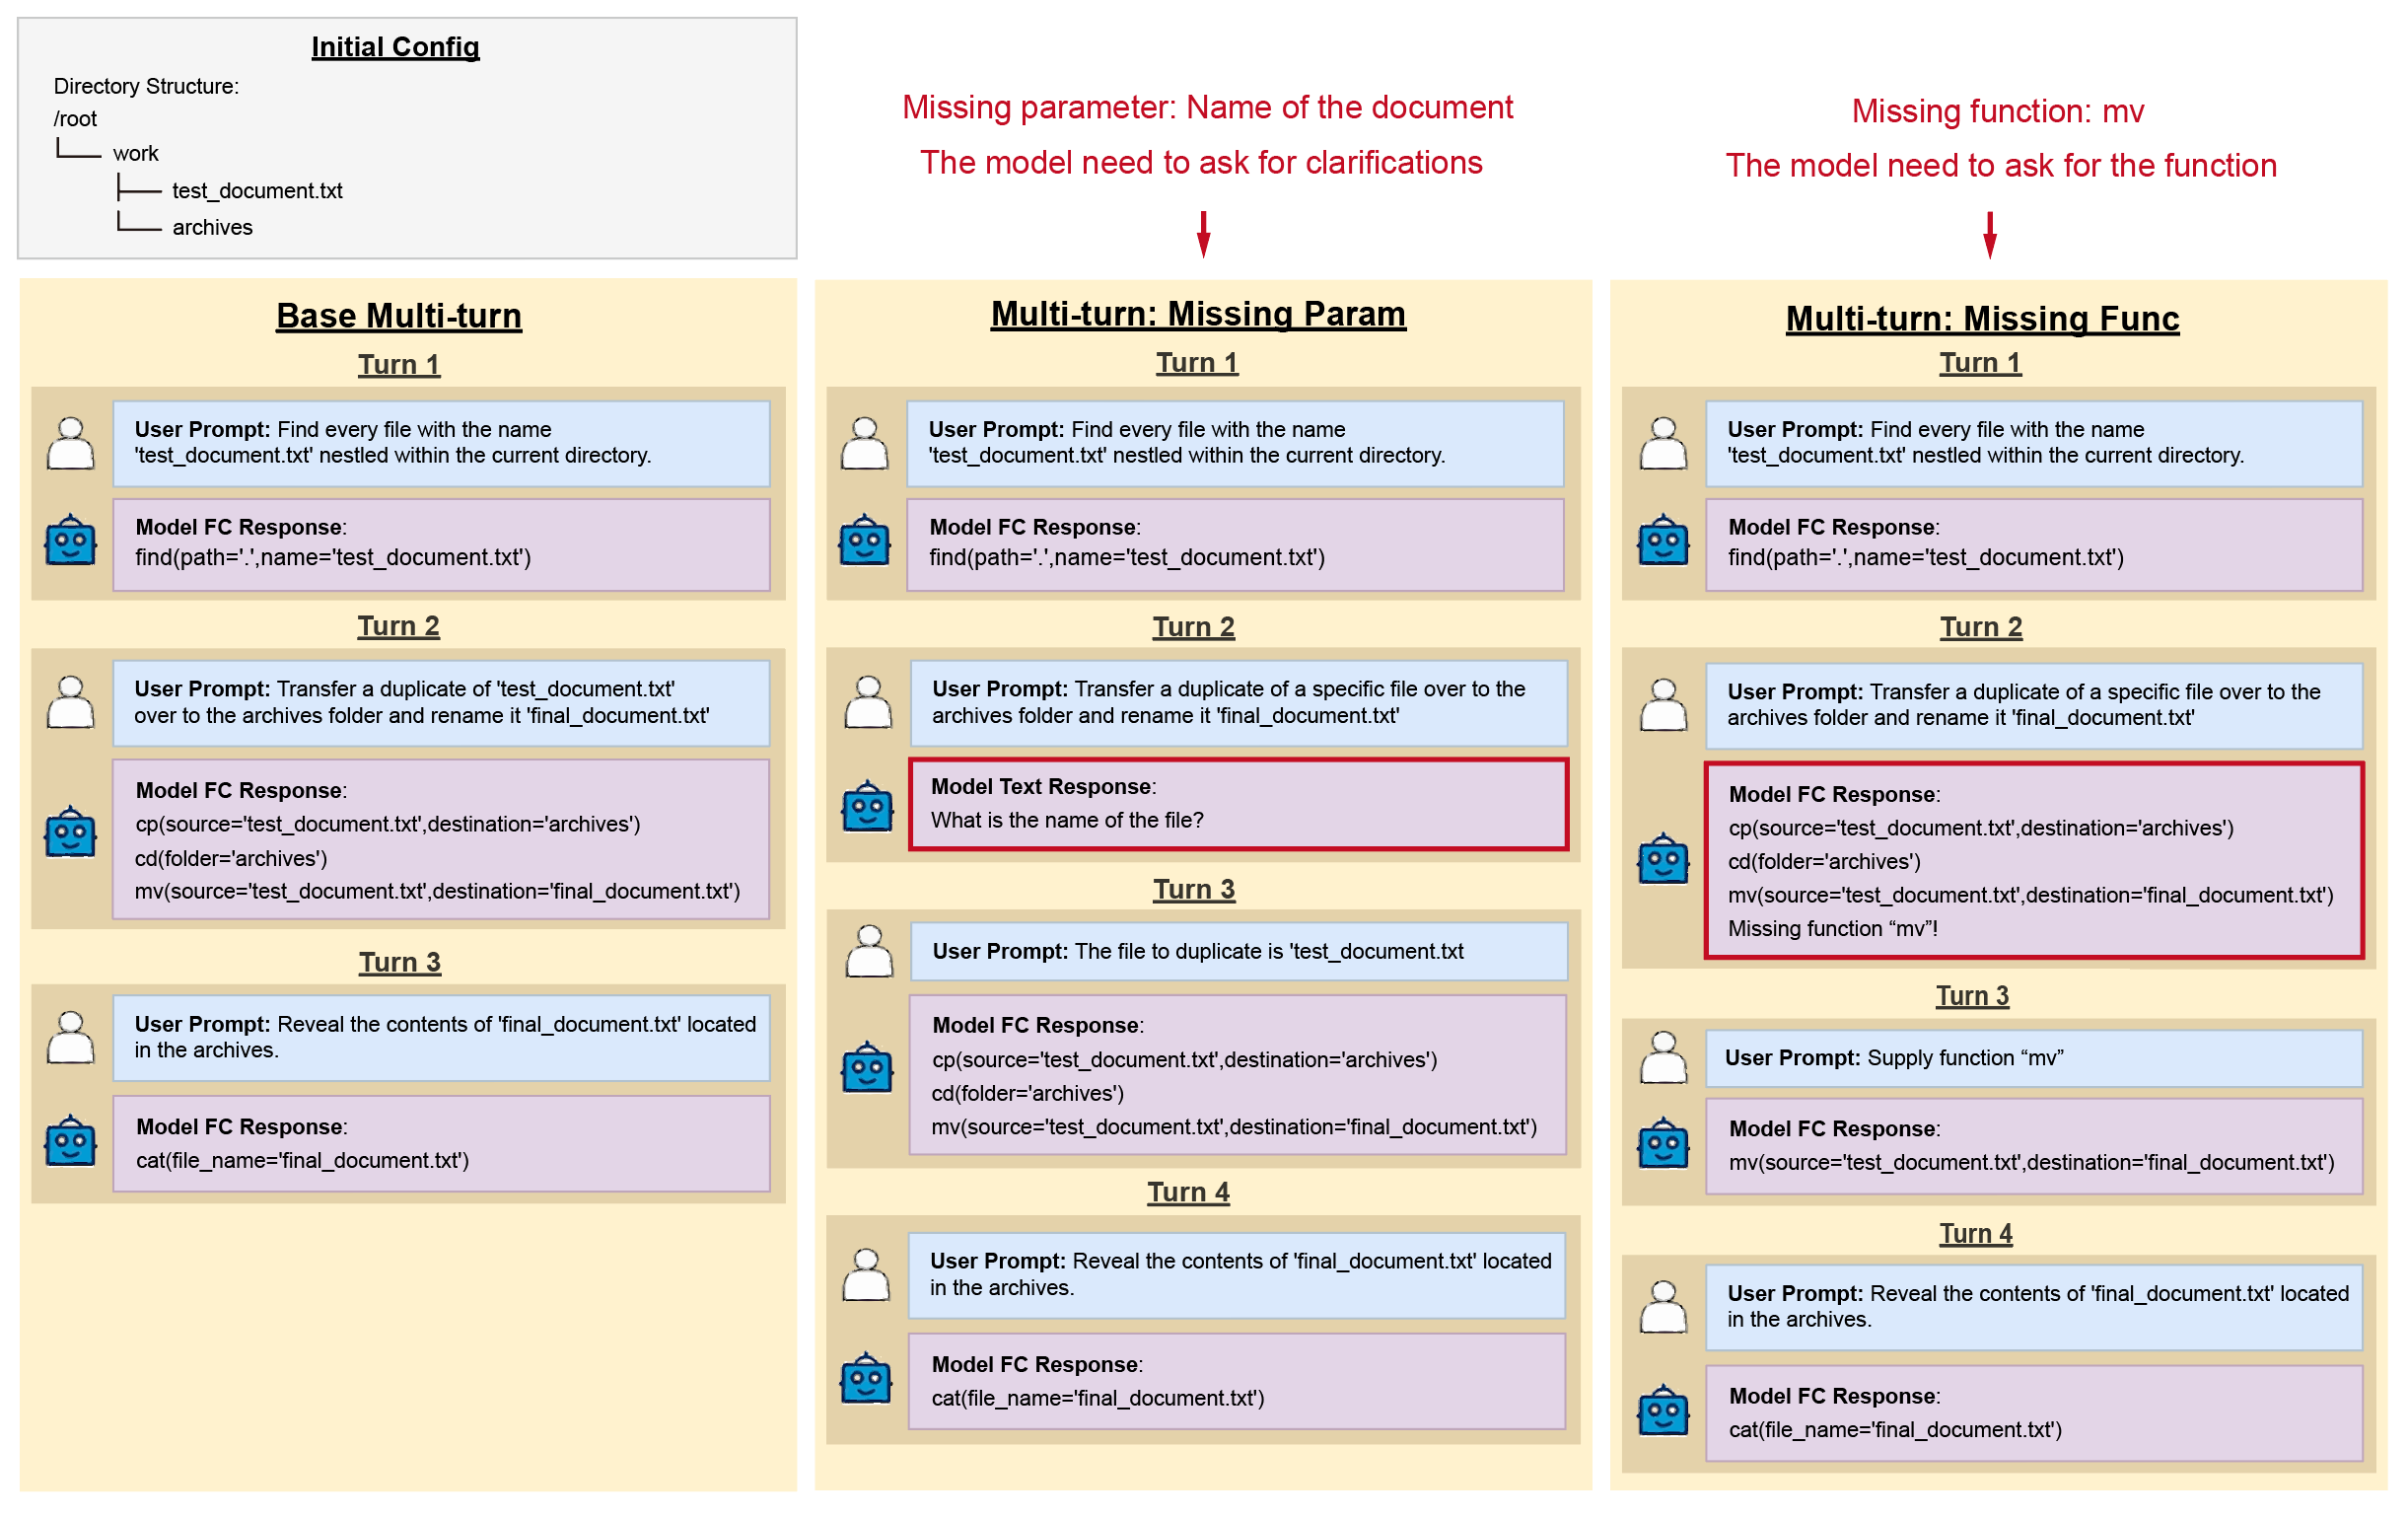 Initial Config
Directory Structure:
/root
work
test_document.txt
archives
Missing parameter: Name of the document
The model need to ask for clarifications
Missing function: mv
The model need to ask for the function
Base Multi-turn
Turn 1
User Prompt: Find every file with the name
'test_document.txt' nestled within the current directory.
Model FC Response:
find(path='.',name='test_document.txt')
Turn 2
User Prompt: Transfer a duplicate of 'test_document.txt'
over to the archives folder and rename it 'final_document.txt'
Model FC Response:
cp(source='test_document.txt',destination='archives')
cd(folder='archives')
mv(source='test_document.txt',destination='final_document.txt')
Turn 3
User Prompt: Reveal the contents of 'final_document.txt' located
in the archives.
Model FC Response:
cat(file_name='final_document.txt')
Multi-turn: Missing Param
Turn 1
User Prompt: Find every file with the name
'test_document.txt' nestled within the current directory.
Model FC Response:
find(path='.',name='test_document.txt')
Turn 2
User Prompt: Transfer a duplicate of a specific file over to the
archives folder and rename it 'final_document.txt'
Model Text Response:
What is the name of the file?
Turn 3
User Prompt: The file to duplicate is 'test_document.txt
Model FC Response:
cp(source='test_document.txt',destination='archives')
cd(folder='archives')
mv(source='test_document.txt',destination='final_document.txt')
Turn 4
User Prompt: Reveal the contents of 'final_document.txt' located
in the archives.
Model FC Response:
cat(file_name='final_document.txt')
Multi-turn: Missing Func
Turn 1
User Prompt: Find every file with the name
'test_document.txt' nestled within the current directory.
Model FC Response:
find(path='.',name='test_document.txt')
Turn 2
User Prompt: Transfer a duplicate of a specific file over to the
archives folder and rename it 'final_document.txt'
Model FC Response:
cp(source='test_document.txt',destination='archives')
cd(folder='archives')
mv(source='test_document.txt',destination='final_document.txt')
Missing function “mv”!
Turn 3
User Prompt: Supply function “mv”
Model FC Response:
mv(source='test_document.txt',destination='final_document.txt')
Turn 4
User Prompt: Reveal the contents of 'final_document.txt' located
in the archives.
Model FC Response:
cat(file_name='final_document.txt')